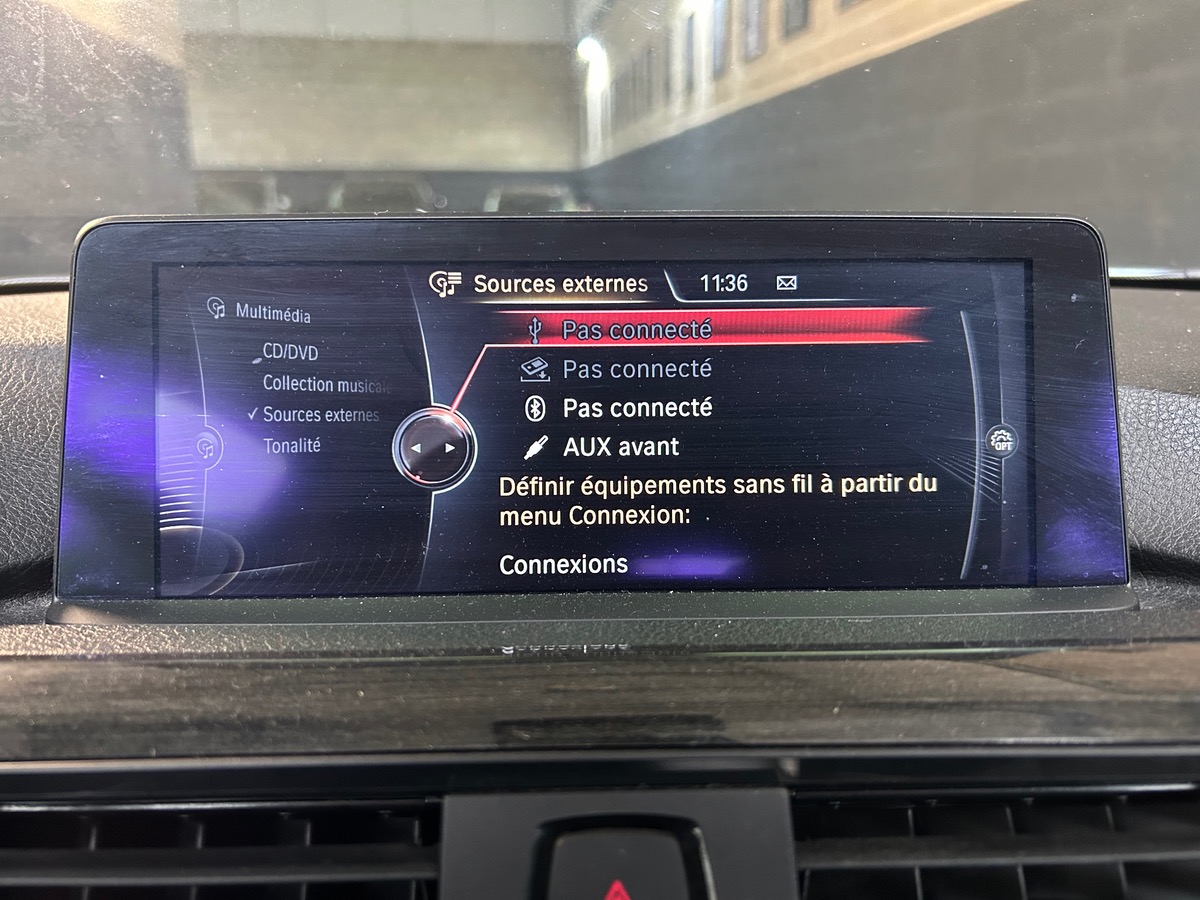 Sources externes
11:36
Multimédia
CD/DVD
Collection musicale
✓ Sources externes
Tonalité
Pas connecté
Pas connecté
Pas connecté
AUX avant
Définir équipements sans fil à partir du
menu Connexion:
Connexions
OPT